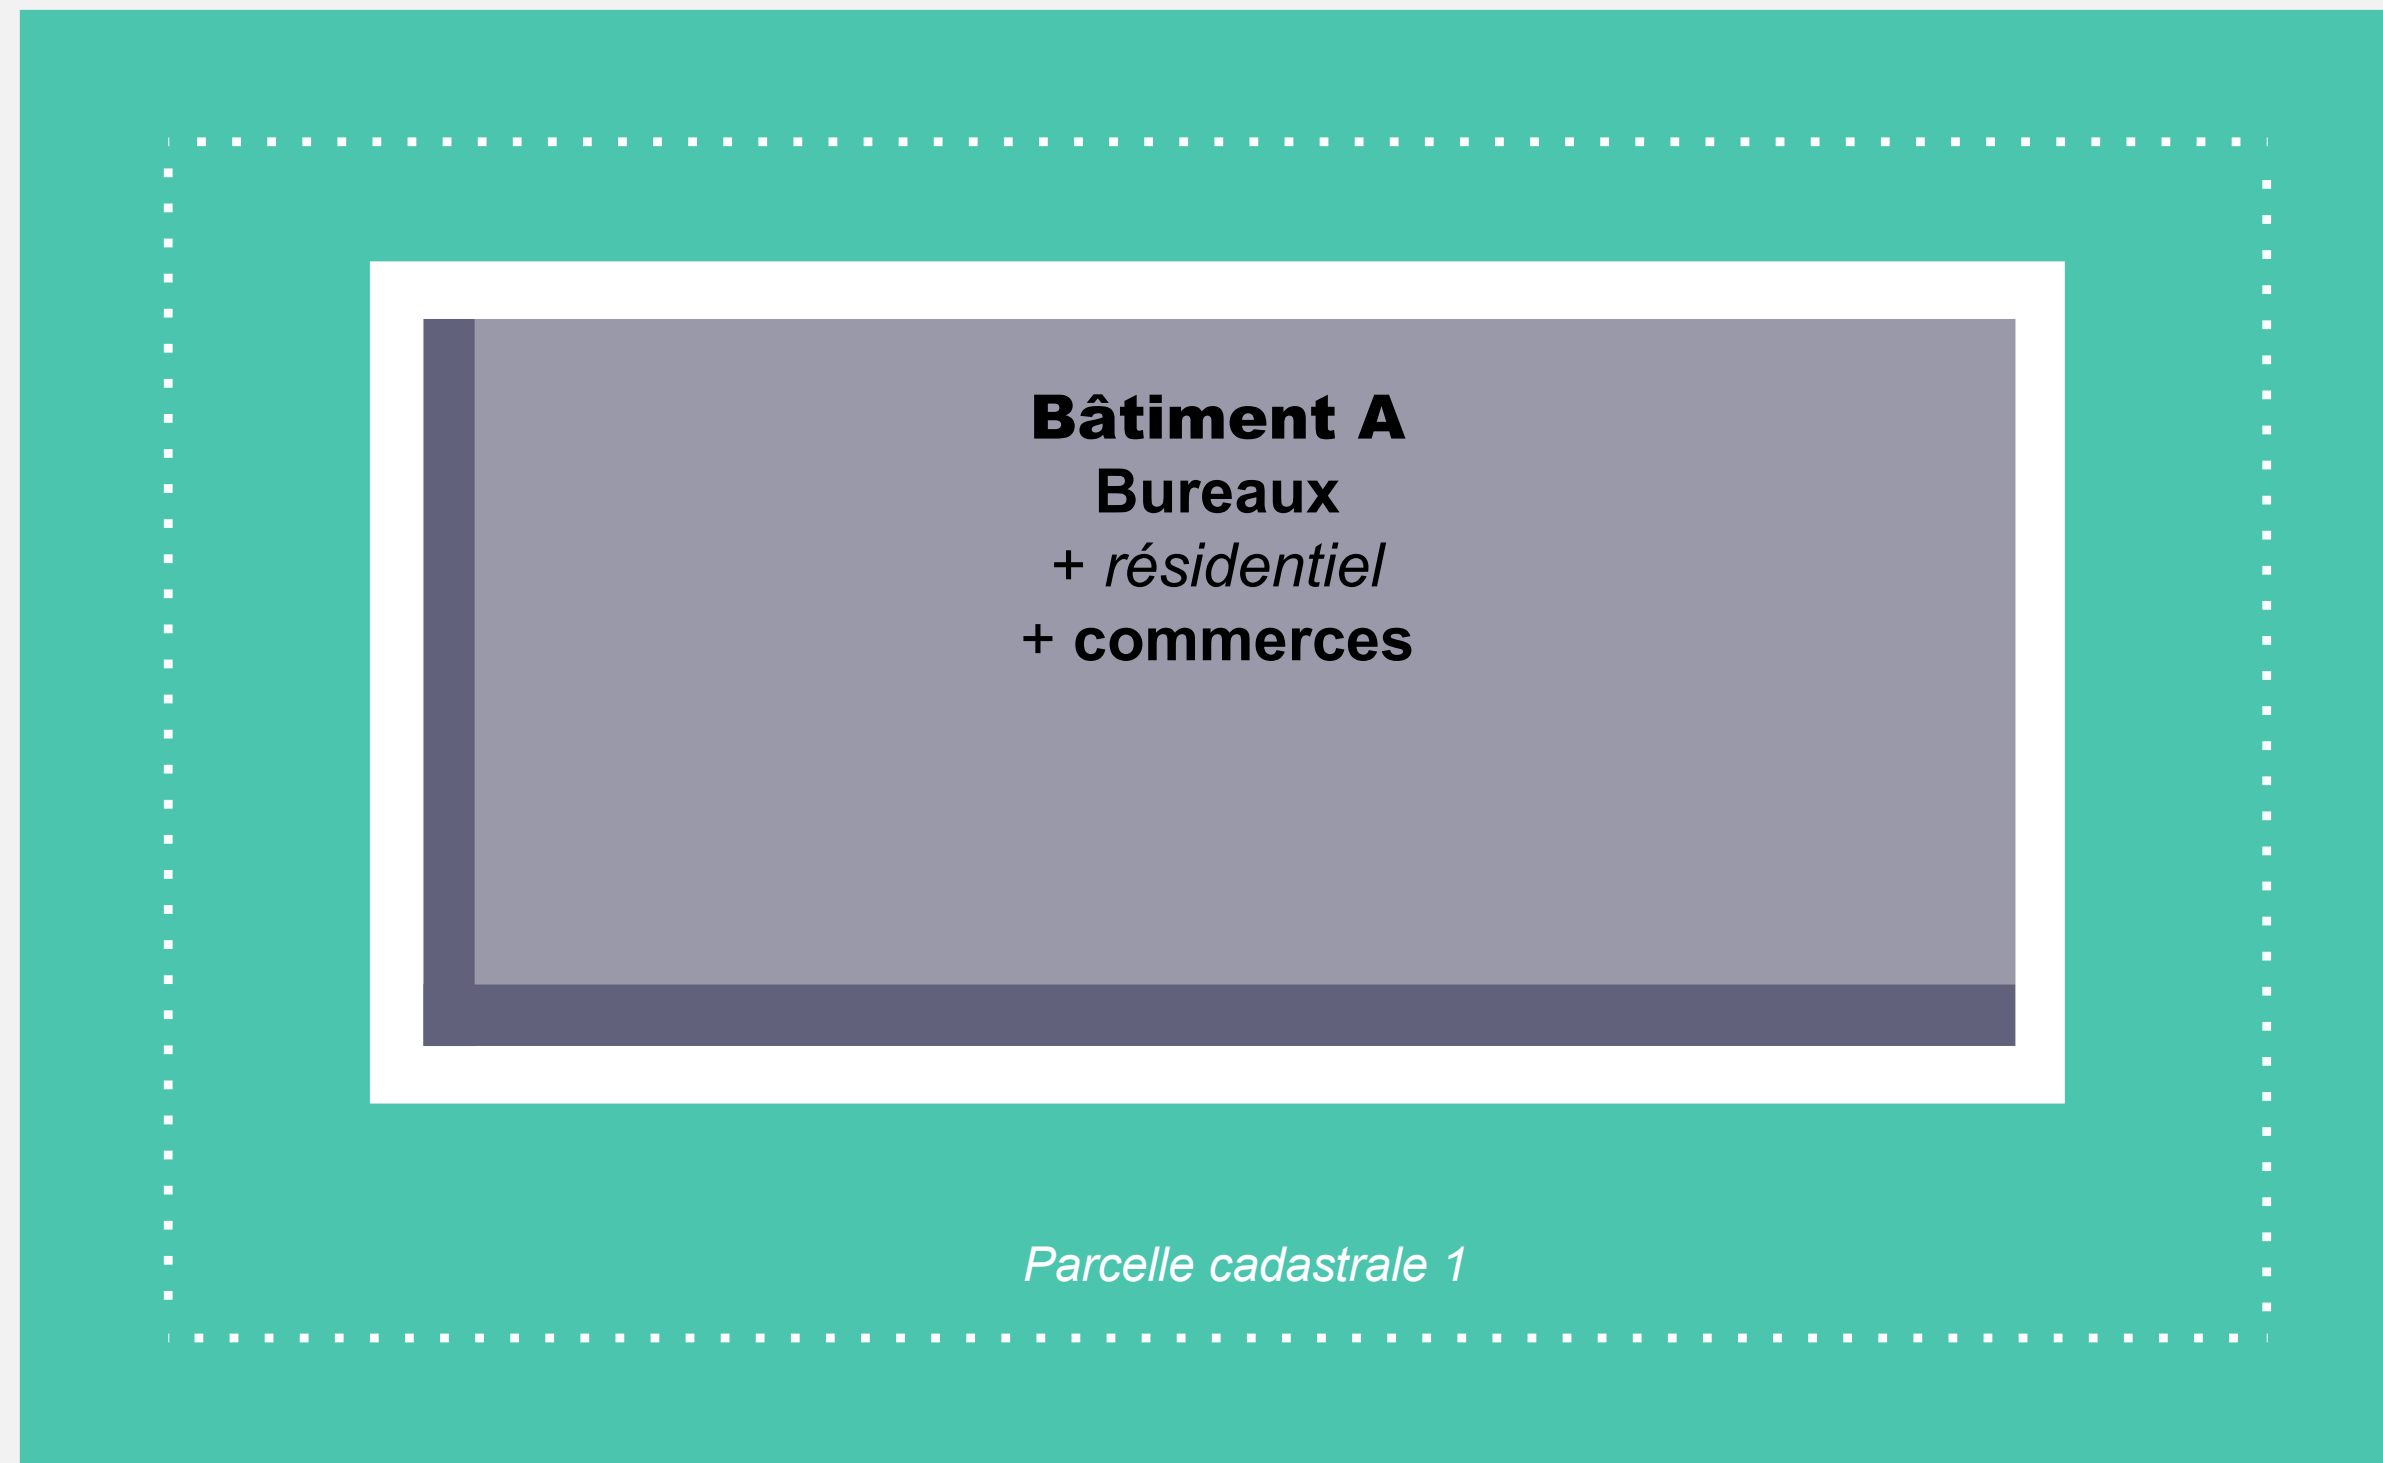 Bâtiment A
Bureaux
+ résidentiel
+ commerces
Parcelle cadastrale 1